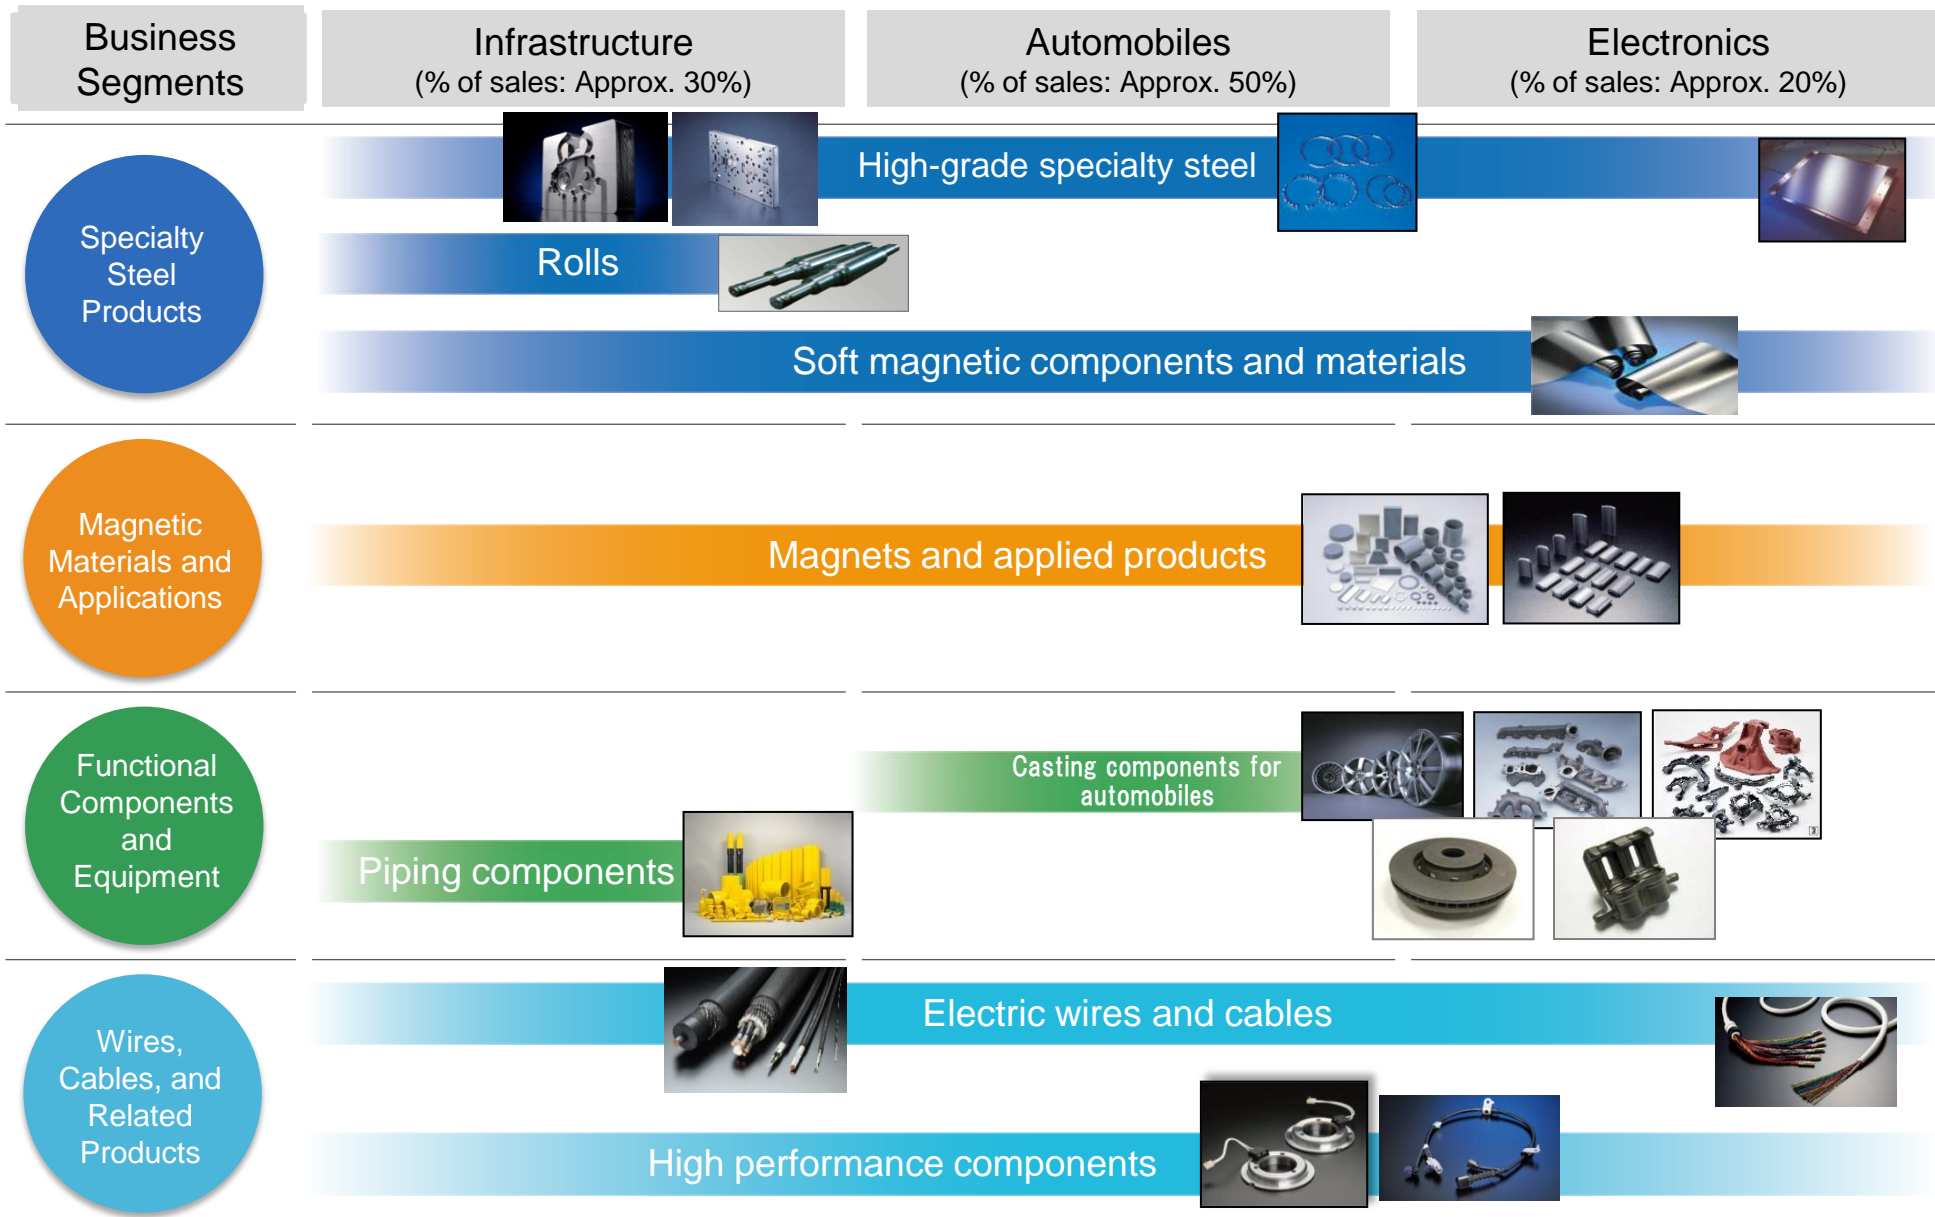 Business
Segments
Infrastructure
(% of sales: Approx. 30%)
Automobiles
(% of sales: Approx. 50%)
Electronics
(% of sales: Approx. 20%)
Specialty
Steel
Products
High-grade specialty steel
Rolls
Soft magnetic components and materials
Magnetic
Materials and
Applications
Magnets and applied products
Functional
Components
and
Equipment
Casting components for
automobiles
Piping components
Wires,
Cables, and
Related
Products
Electric wires and cables
High performance components